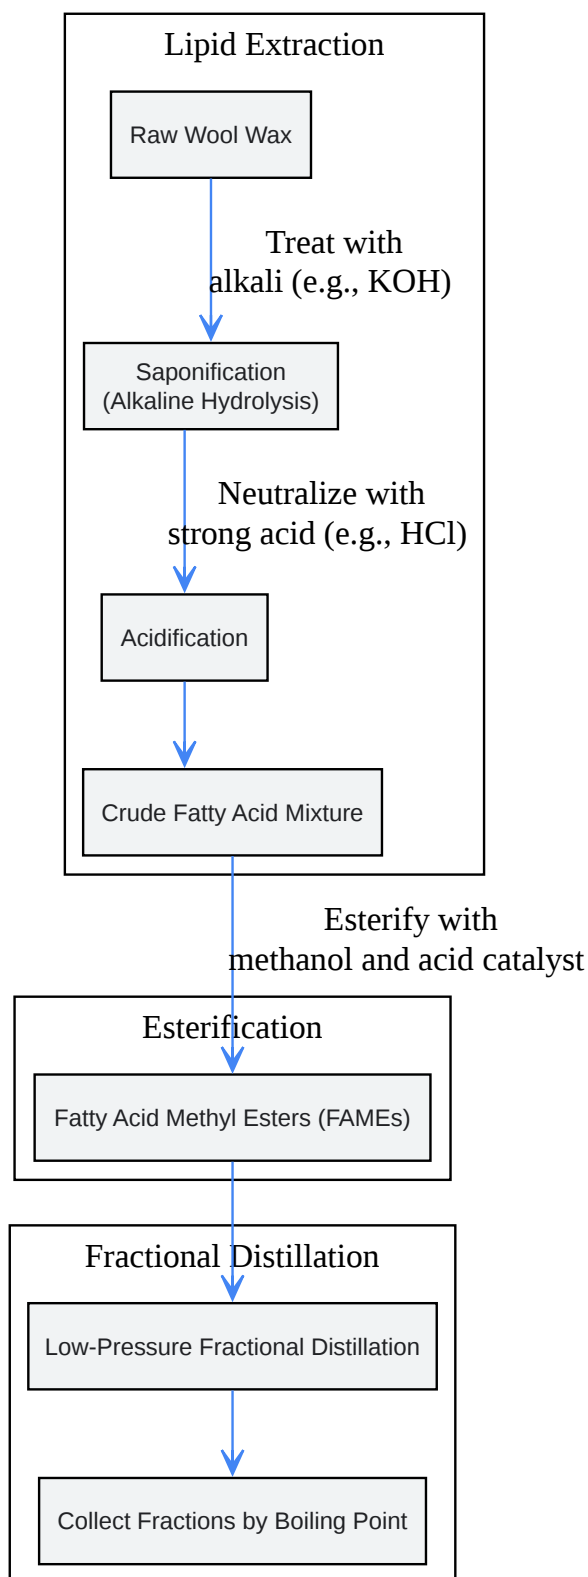 Lipid Extraction
Raw Wool Wax
Treat with
alkali (e.g., KOH)
Saponification
(Alkaline Hydrolysis)
Neutralize with
strong acid (e.g., HCl)
Acidification
Crude Fatty Acid Mixture
Esterify with
methanol and acid catalyst
Esterification
Fatty Acid Methyl Esters (FAMEs)
Fractional Distillation
Low-Pressure Fractional Distillation
Collect Fractions by Boiling Point